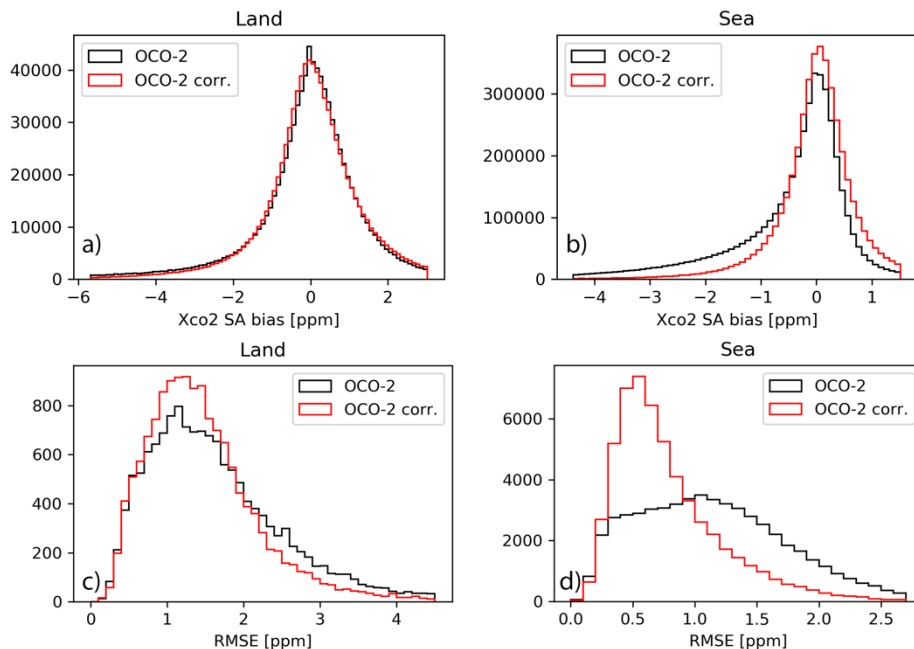 Land
OCO-2
OCO-2 corr.
40000
30000
20000
10000
0
a)
−6
−4
−2
0
2
Xco2 SA bias [ppm]
Sea
OCO-2
OCO-2 corr.
300000
200000
100000
0
b)
−4
−3
−2
−1
0
1
Xco2 SA bias [ppm]
Land
OCO-2
OCO-2 corr.
800
600
400
200
0
c)
0
1
2
3
4
RMSE [ppm]
Sea
OCO-2
OCO-2 corr.
6000
4000
2000
0
d)
0.0
0.5
1.0
1.5
2.0
2.5
RMSE [ppm]